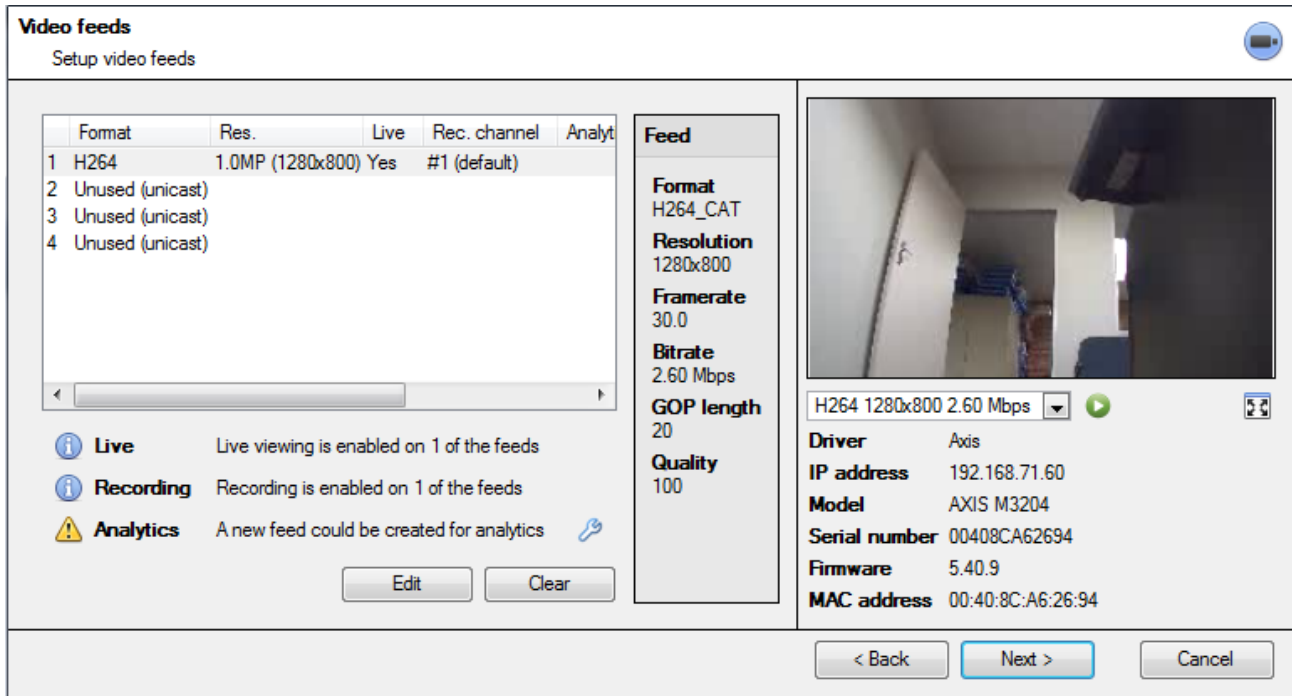 Video feeds
Setup video feeds
Format Res. Live Rec. channel Analyt
1 H264 1.0MP (1280x800) Yes #1 (default)
2 Unused (unicast)
3 Unused (unicast)
4 Unused (unicast)
Live Live viewing is enabled on 1 of the feeds
Recording Recording is enabled on 1 of the feeds
Analytics A new feed could be created for analytics
Edit Clear
Feed
Format
H264_CAT
Resolution
1280x800
Framerate
30.0
Bitrate
2.60 Mbps
GOP length
20
Quality
100
H264 1280x800 2.60 Mbps
Driver Axis
IP address 192.168.71.60
Model AXIS M3204
Serial number 00408CA62694
Firmware 5.40.9
MAC address 00:40:8C:A6:26:94
< Back Next > Cancel